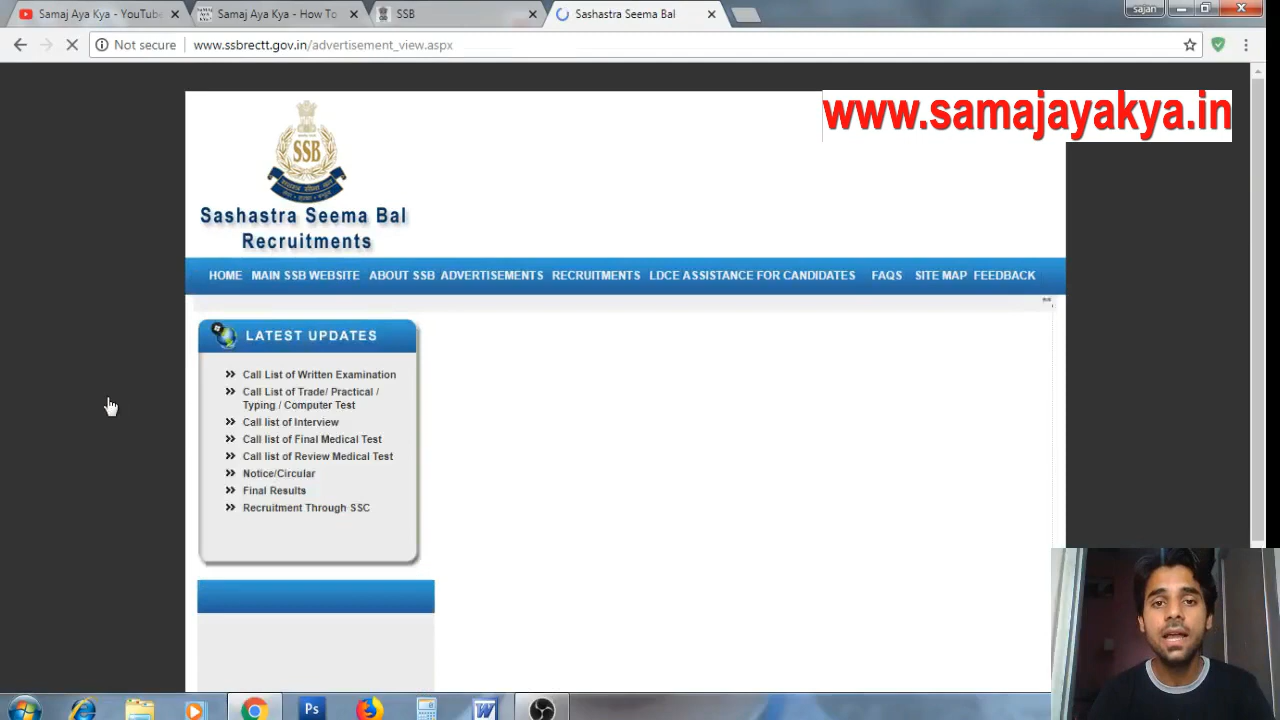 Samaj Aya Kya - YouTube
Samaj Aya Kya - How To
SSB
Sashastra Seema Bal
sajan
Not secure
www.ssbrectt.gov.in/advertisement_view.aspx
www.samajayakya.in
SSB
Sashastra Seema Bal
Recruitments
HOME MAIN SSB WEBSITE ABOUT SSB ADVERTISEMENTS RECRUITMENTS LDCE ASSISTANCE FOR CANDIDATES FAQS SITE MAP FEEDBACK
LATEST UPDATES
Call List of Written Examination
Call List of Trade/ Practical /
Typing / Computer Test
Call list of Interview
Call list of Final Medical Test
Call list of Review Medical Test
Notice/Circular
Final Results
Recruitment Through SSC
Ps
W